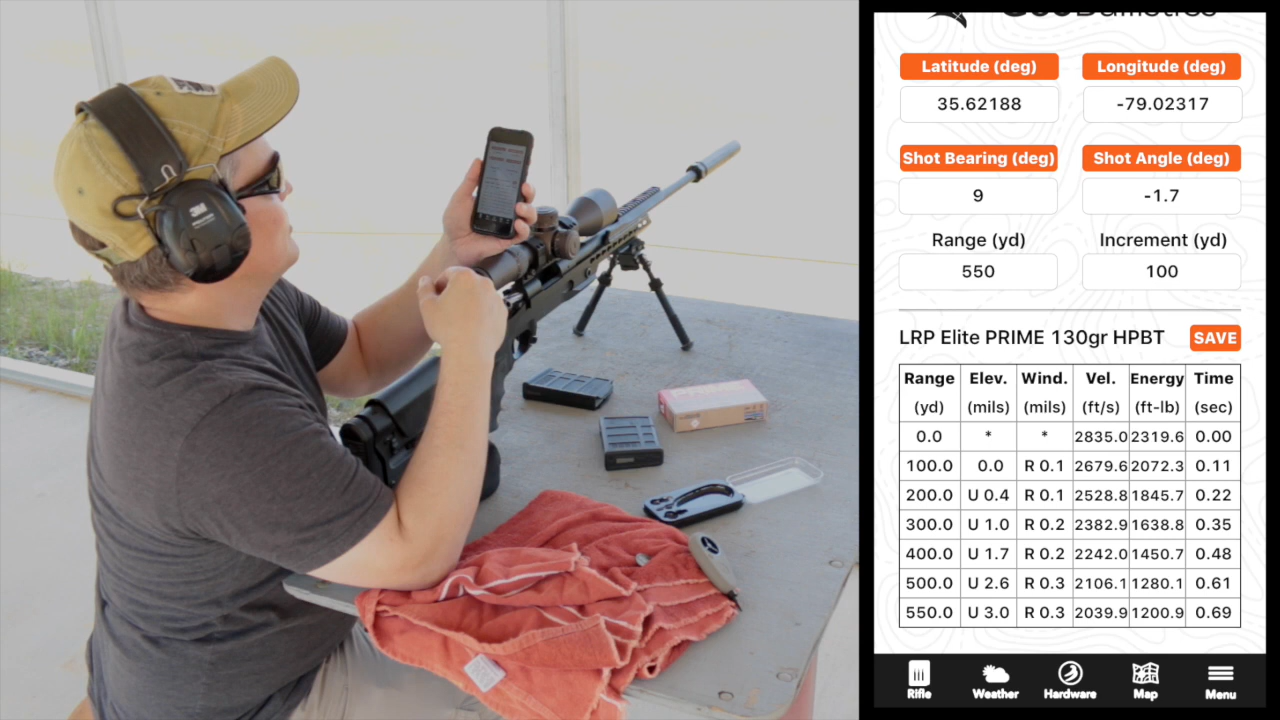 Latitude (deg) Longitude (deg)
35.62188 -79.02317
Shot Bearing (deg) Shot Angle (deg)
9 -1.7
Range (yd) Increment (yd)
550 100
LRP Elite PRIME 130gr HPBT SAVE
Range Elev. Wind. Vel. Energy Time
(yd) (mils) (mils) (ft/s) (ft-lb) (sec)
0.0 * * 2835.0 2319.6 0.00
100.0 0.0 R 0.1 2679.6 2072.3 0.11
200.0 U 0.4 R 0.1 2528.8 1845.7 0.22
300.0 U 1.0 R 0.2 2382.9 1638.8 0.35
400.0 U 1.7 R 0.2 2242.0 1450.7 0.48
500.0 U 2.6 R 0.3 2106.1 1280.1 0.61
550.0 U 3.0 R 0.3 2039.9 1200.9 0.69
Rifle Weather Hardware Map Menu
3M